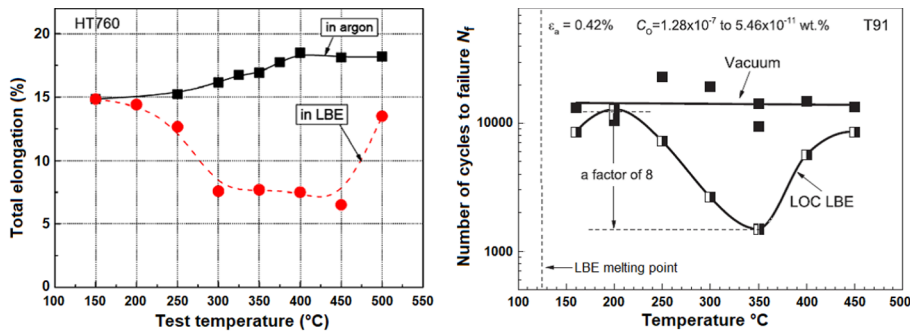 HT760
in argon
in LBE
Total elongation (%)
20
15
10
5
0
100 150 200 250 300 350 400 450 500 550
Test temperature (°C)
εa = 0.42% CO=1.28x10⁻⁷ to 5.46x10⁻¹¹ wt.% T91
Vacuum
a factor of 8
LOC LBE
LBE melting point
Number of cycles to failure Nf
10000
1000
100 150 200 250 300 350 400 450 500
Temperature °C